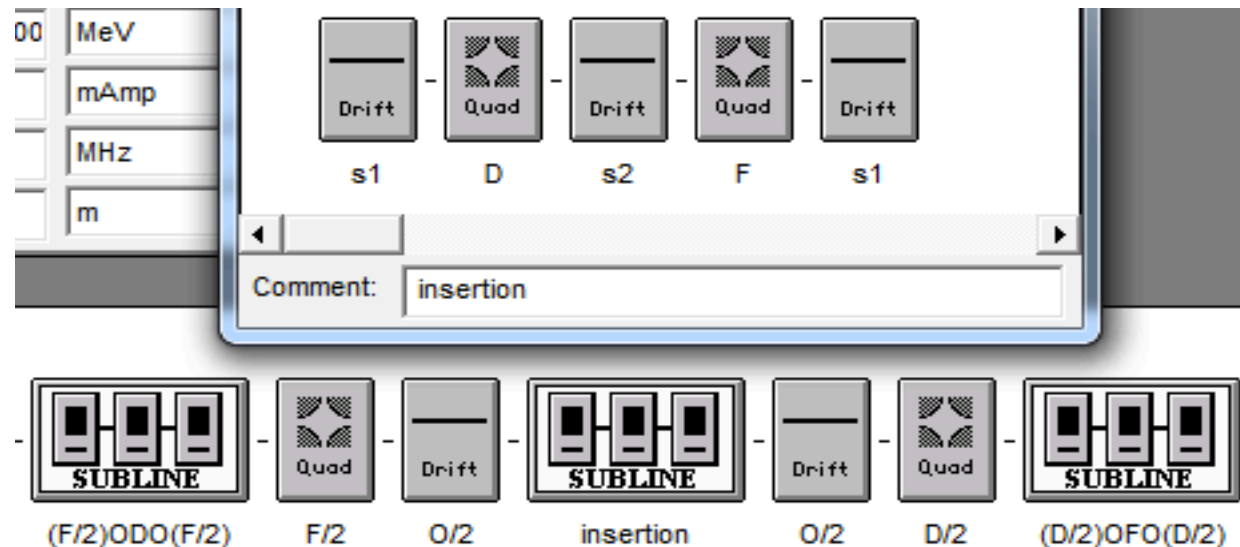 00 MeV
mAmp
MHz
m
Drift Quad Drift Quad Drift
s1 D s2 F s1
Comment: insertion
SUBLINE Quad Drift SUBLINE Drift Quad SUBLINE
(F/2)ODO(F/2) F/2 O/2 insertion O/2 D/2 (D/2)OFO(D/2)